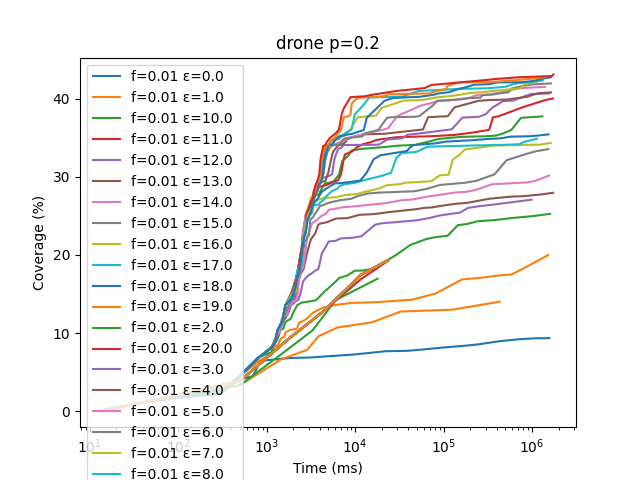 drone p=0.2
Coverage (%)
40
30
20
10
0
f=0.01 ε=0.0
f=0.01 ε=1.0
f=0.01 ε=10.0
f=0.01 ε=11.0
f=0.01 ε=12.0
f=0.01 ε=13.0
f=0.01 ε=14.0
f=0.01 ε=15.0
f=0.01 ε=16.0
f=0.01 ε=17.0
f=0.01 ε=18.0
f=0.01 ε=19.0
f=0.01 ε=2.0
f=0.01 ε=20.0
f=0.01 ε=3.0
f=0.01 ε=4.0
f=0.01 ε=5.0
f=0.01 ε=6.0
f=0.01 ε=7.0
f=0.01 ε=8.0
10¹ 10² 10³ 10⁴ 10⁵ 10⁶
Time (ms)